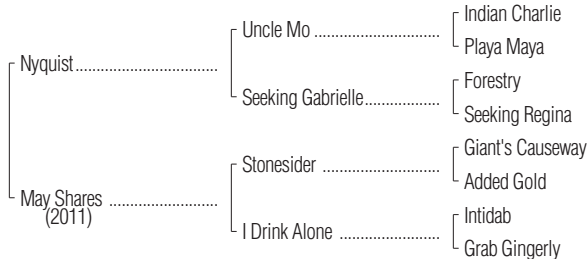 Indian Charlie
Uncle Mo
Playa Maya
Nyquist
Forestry
Seeking Gabrielle
Seeking Regina
Giant's Causeway
Stonesider
Added Gold
May Shares
(2011)
Intidab
I Drink Alone
Grab Gingerly